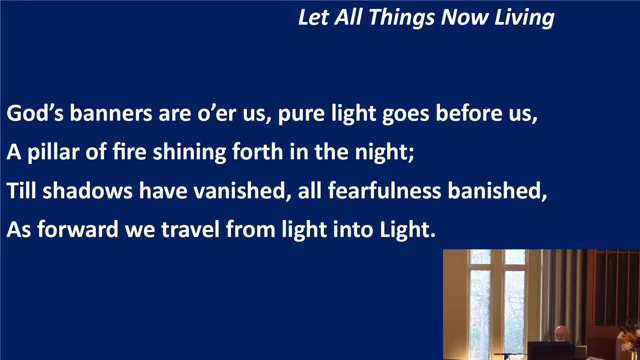 Let All Things Now Living
God's banners are o'er us, pure light goes before us,
A pillar of fire shining forth in the night;
Till shadows have vanished, all fearfulness banished,
As forward we travel from light into Light.